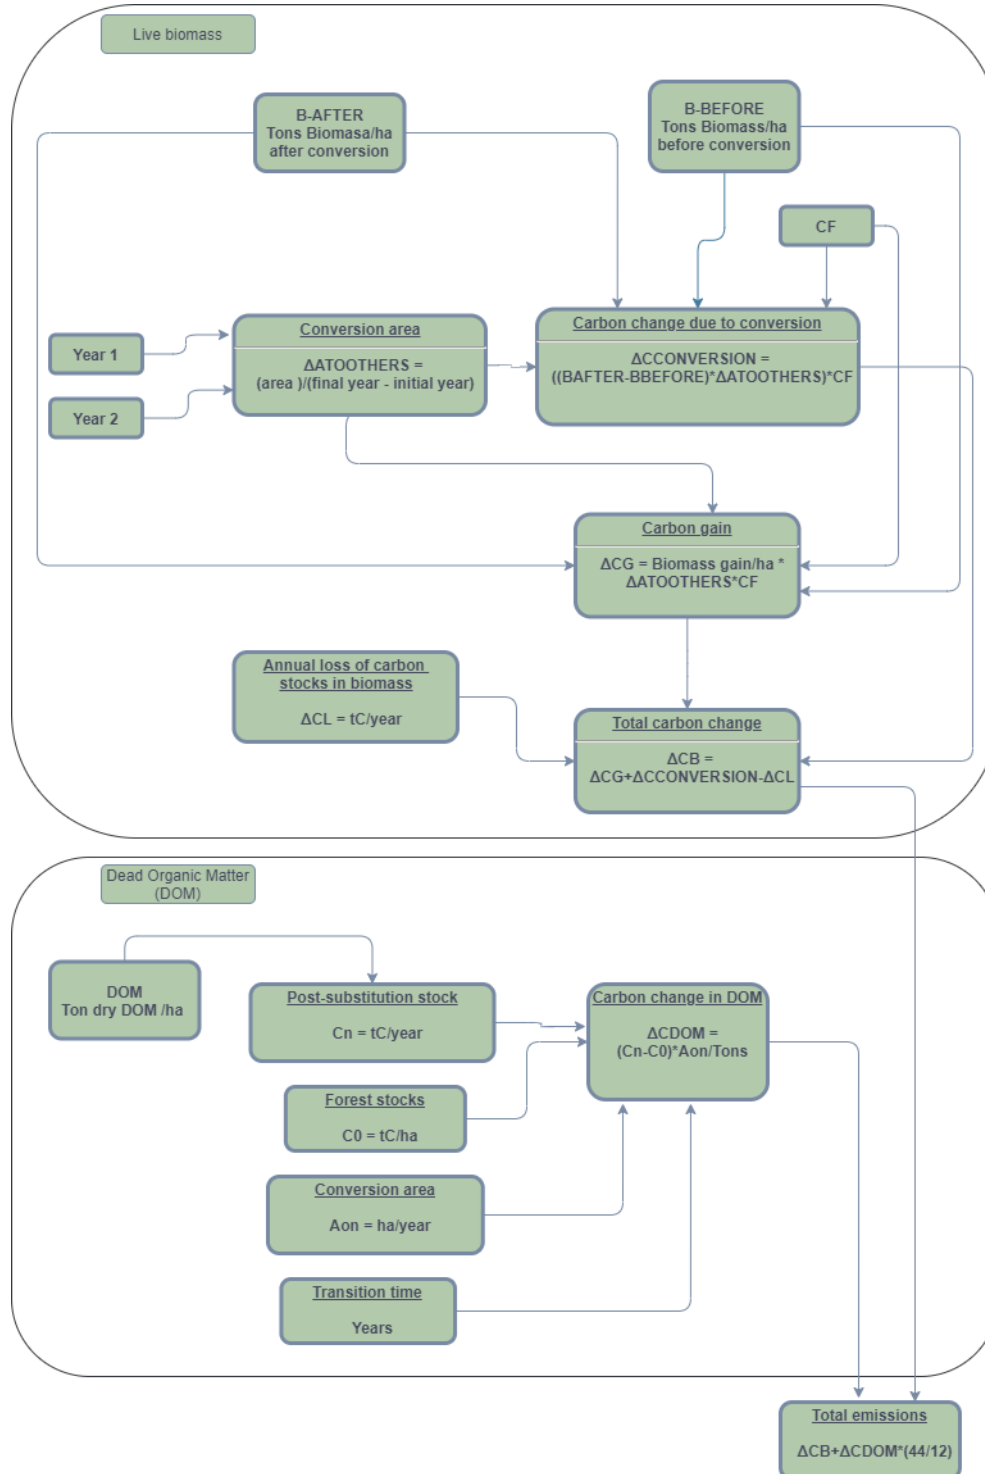 Live biomass
B-AFTER
Tons Biomasa/ha
after conversion
B-BEFORE
Tons Biomass/ha
before conversion
CF
Year 1
Year 2
Conversion area
ΔATOOTHERS =
(area )/(final year - initial year)
Carbon change due to conversion
ΔCCONVERSION =
((BAFTER-BBEFORE)*ΔATOOTHERS)*CF
Carbon gain
ΔCG = Biomass gain/ha *
ΔATOOTHERS*CF
Annual loss of carbon
stocks in biomass
ΔCL = tC/year
Total carbon change
ΔCB =
ΔCG+ΔCCONVERSION-ΔCL
Dead Organic Matter
(DOM)
DOM
Ton dry DOM /ha
Post-substitution stock
Cn = tC/year
Carbon change in DOM
ΔCDOM =
(Cn-C0)*Aon/Tons
Forest stocks
C0 = tC/ha
Conversion area
Aon = ha/year
Transition time
Years
Total emissions
ΔCB+ΔCDOM*(44/12)